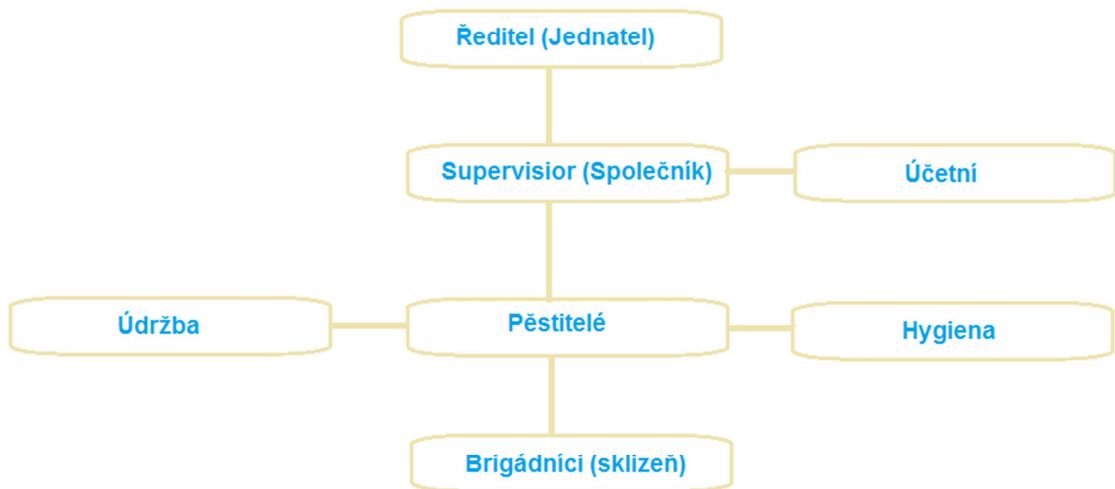 Ředitel (Jednatel)
Supervisior (Společník)
Účetní
Údržba
Pěstitelé
Hygiena
Brigádníci (sklizeň)